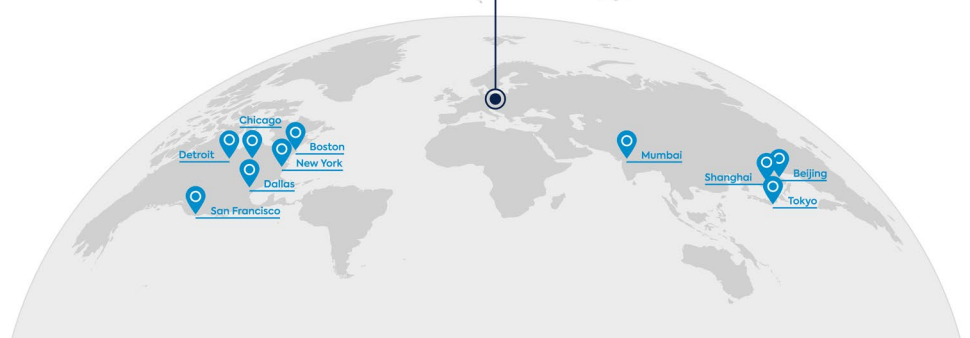 Chicago
Boston
Detroit
New York
Mumbai
Dallas
Shanghai
Beijing
San Francisco
Tokyo